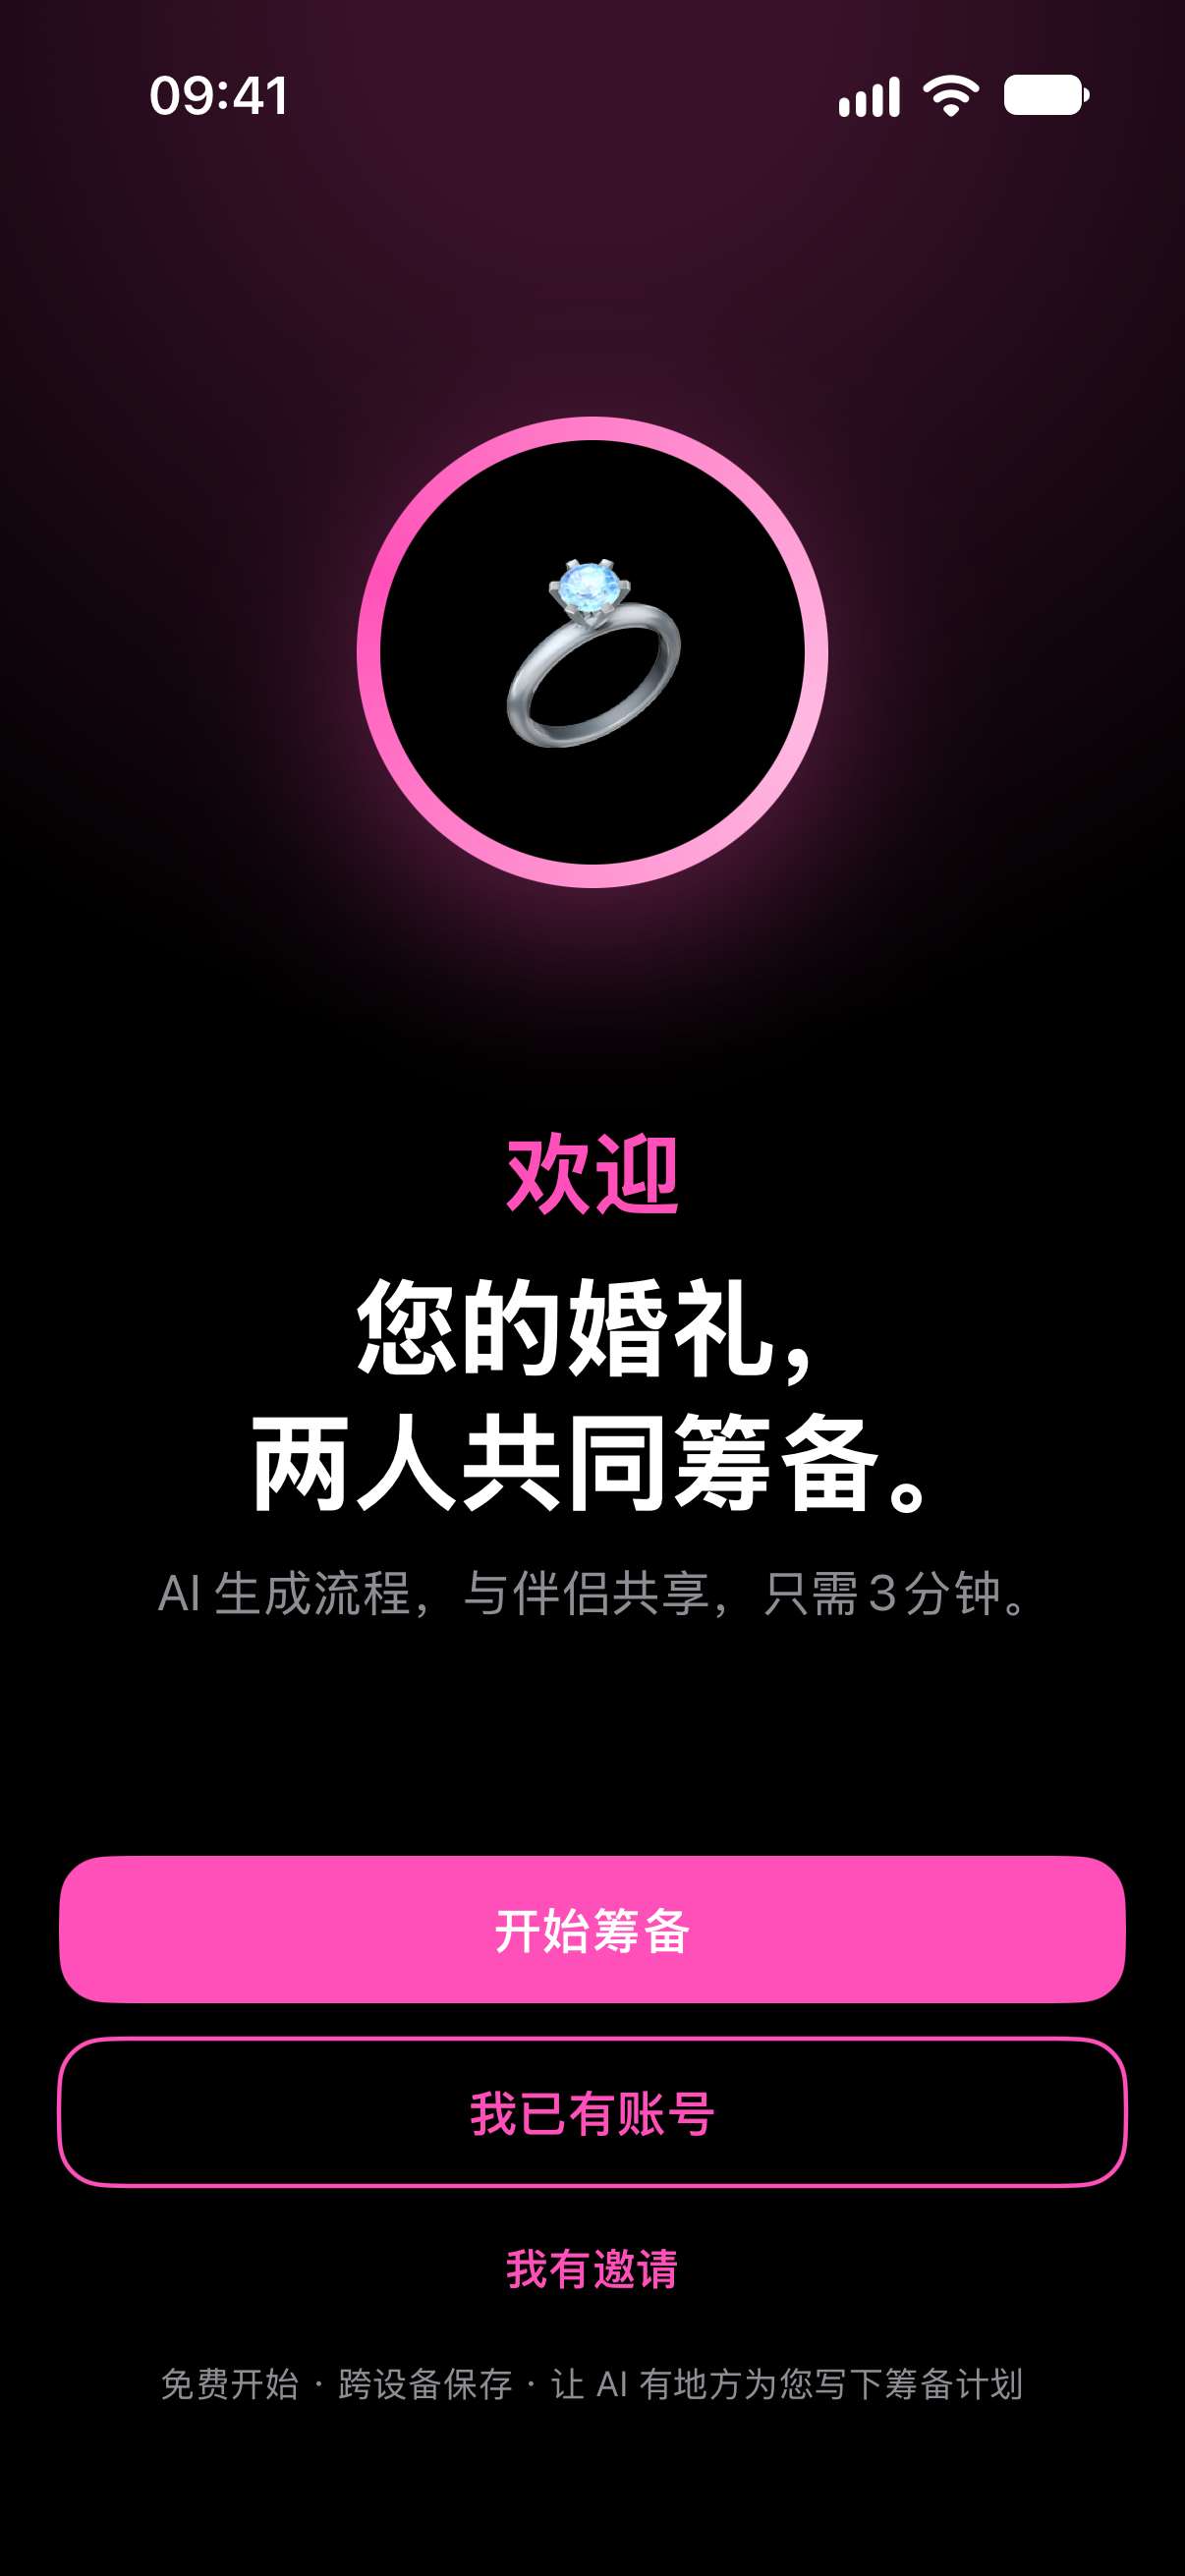 09:41
欢迎
您的婚礼，
两人共同筹备。
AI 生成流程，与伴侣共享，只需 3 分钟。
开始筹备
我已有账号
我有邀请
免费开始 · 跨设备保存 · 让 AI 有地方为您写下筹备计划